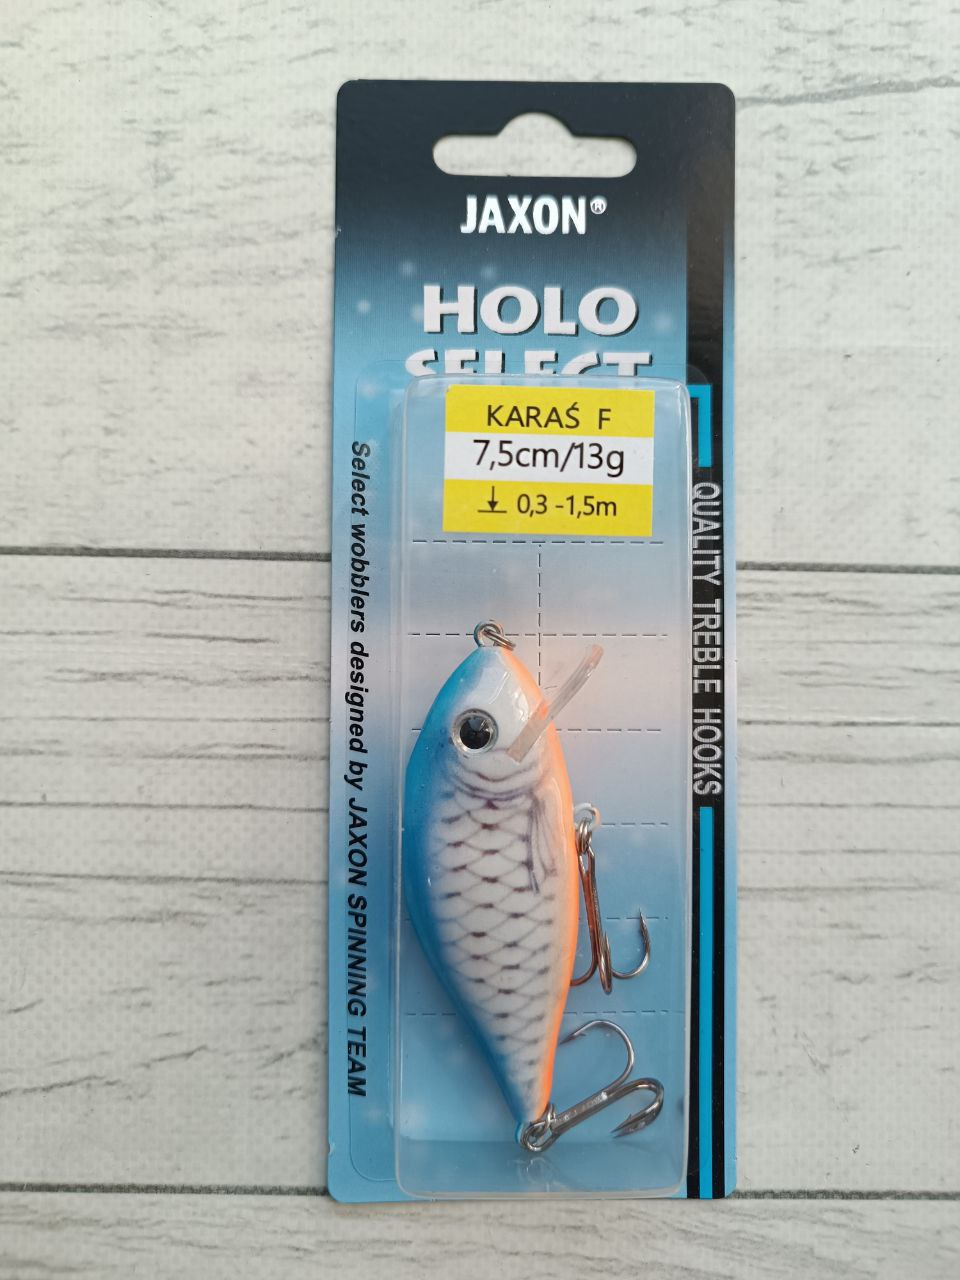 JAXON®
HOLO
SELECT
KARAŚ F
7,5cm/13g
0,3 -1,5m
Select wobblers designed by JAXON SPINNING TEAM
QUALITY TREBLE HOOKS